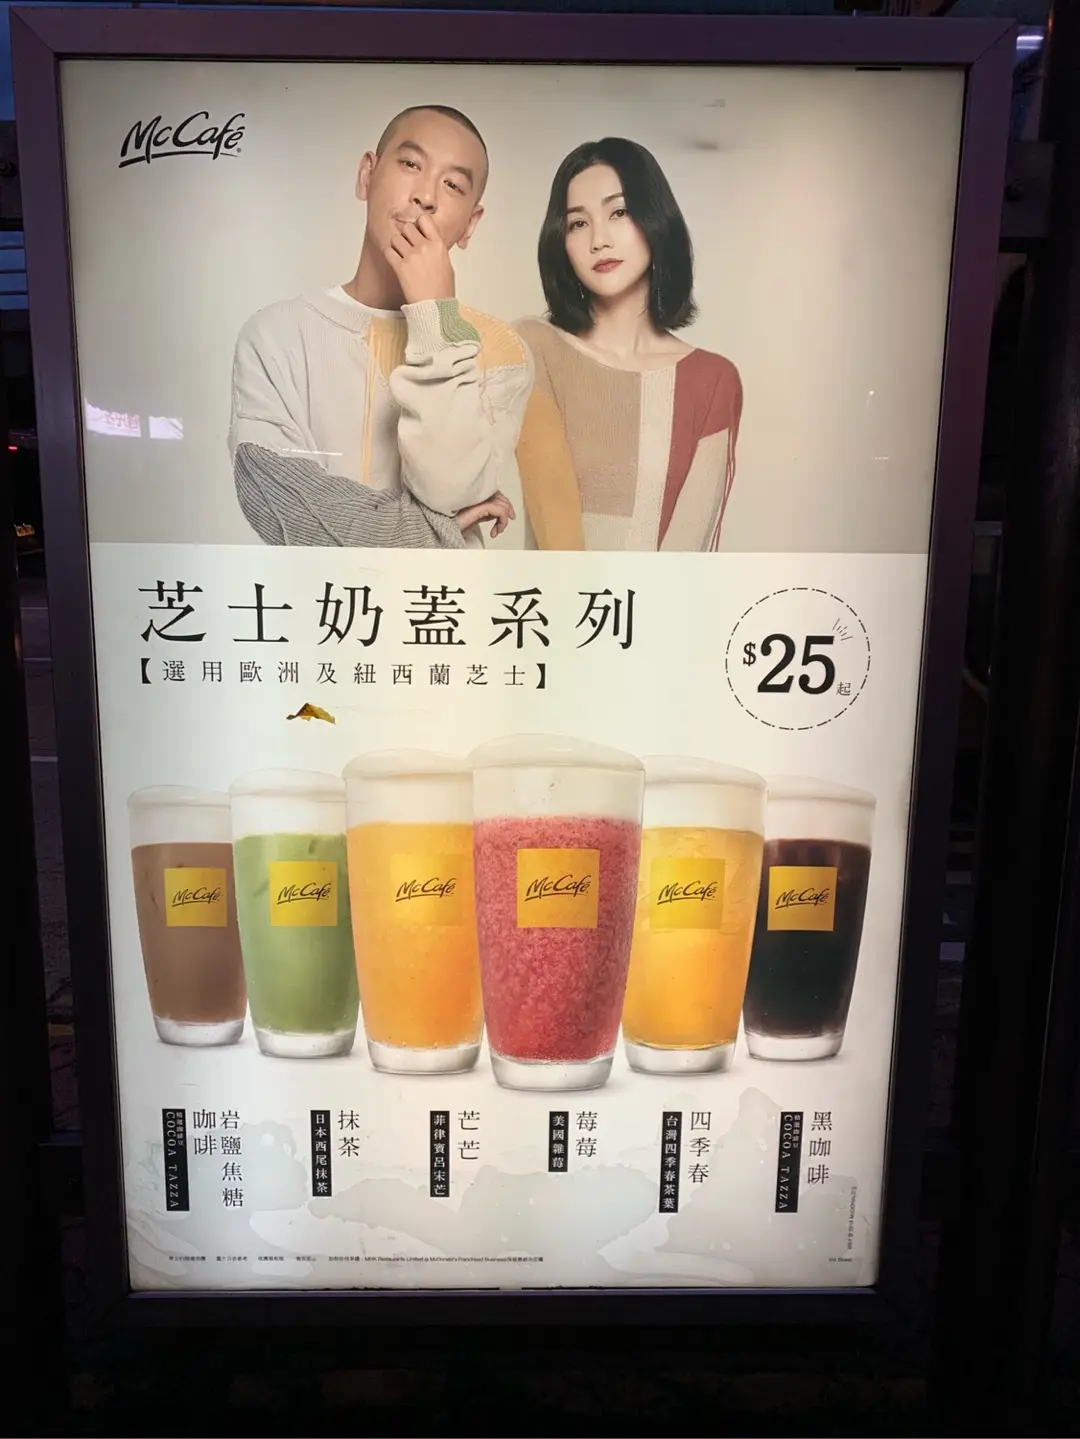 McCafé
芝士奶蓋系列
【選用歐洲及紐西蘭芝士】
$25起
McCafé
McCafé
McCafé
McCafé
McCafé
McCafé
岩鹽焦糖
咖啡
COCOA TAZZA
抹茶
日本西尾抹茶
芒芒
菲律賓呂宋芒
莓莓
美國雜莓
四季春
台灣四季春茶葉
黑咖啡
COCOA TAZZA